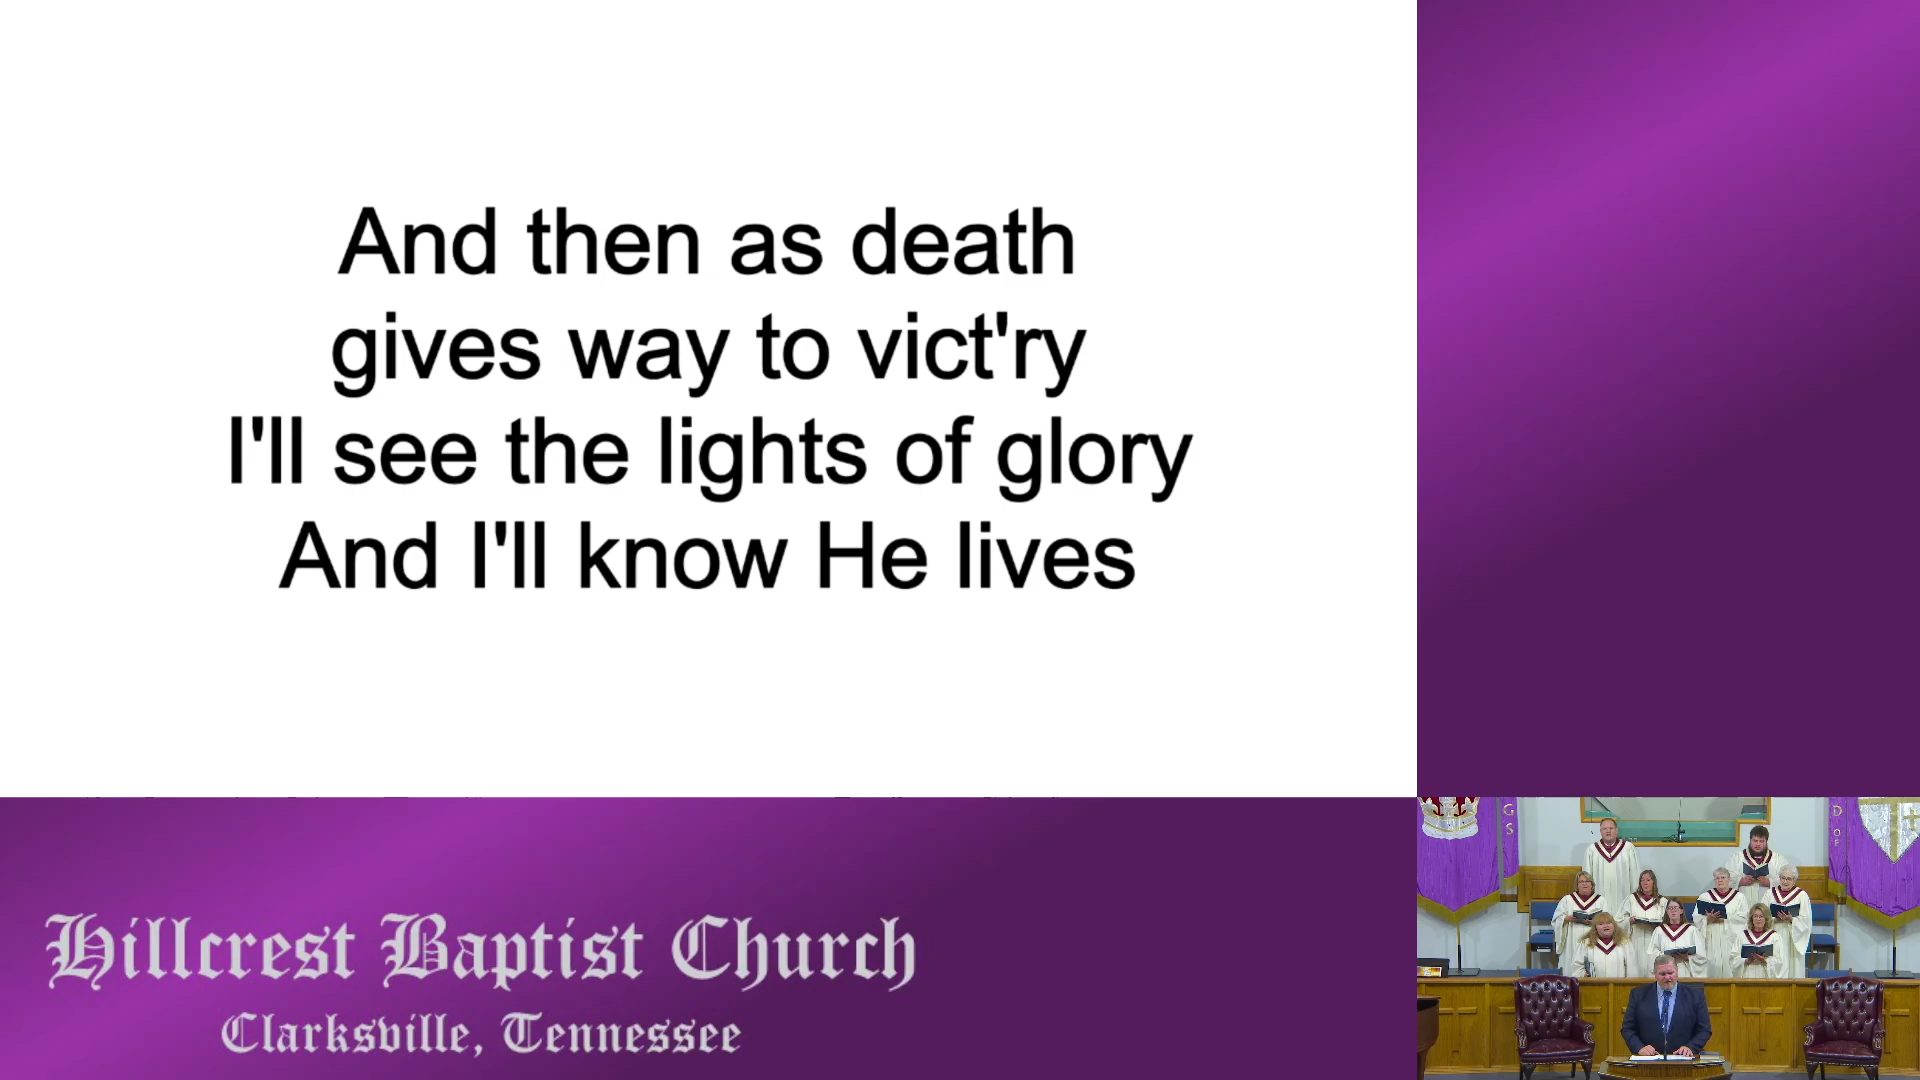 And then as death
gives way to vict'ry
I'll see the lights of glory
And I'll know He lives
Hillcrest Baptist Church
Clarksville, Tennessee
G
S
D
OF